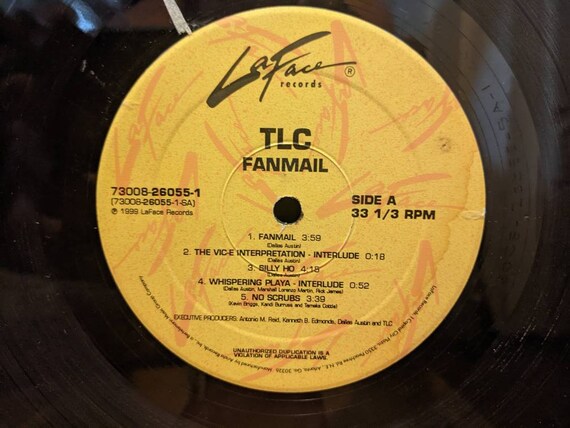 LaFace ®
records
TLC
FANMAIL
73008-26055-1
(73008-26055-1-SA)
℗ 1999 LaFace Records
SIDE A
33 1/3 RPM
1. FANMAIL 3:59
(Dallas Austin)
2. THE VIC-E INTERPRETATION - INTERLUDE 0:18
(Dallas Austin)
3. SILLY HO 4:18
(Dallas Austin)
4. WHISPERING PLAYA - INTERLUDE 0:52
(Dallas Austin, Marshall Lorenzo Martin, Rick James)
5. NO SCRUBS 3:39
(Kevin Briggs, Kandi Burruss and Tameka Cottle)
EXECUTIVE PRODUCERS: Antonio M. Reid, Kenneth B. Edmonds, Dallas Austin and TLC
UNAUTHORIZED DUPLICATION IS A
VIOLATION OF APPLICABLE LAWS.